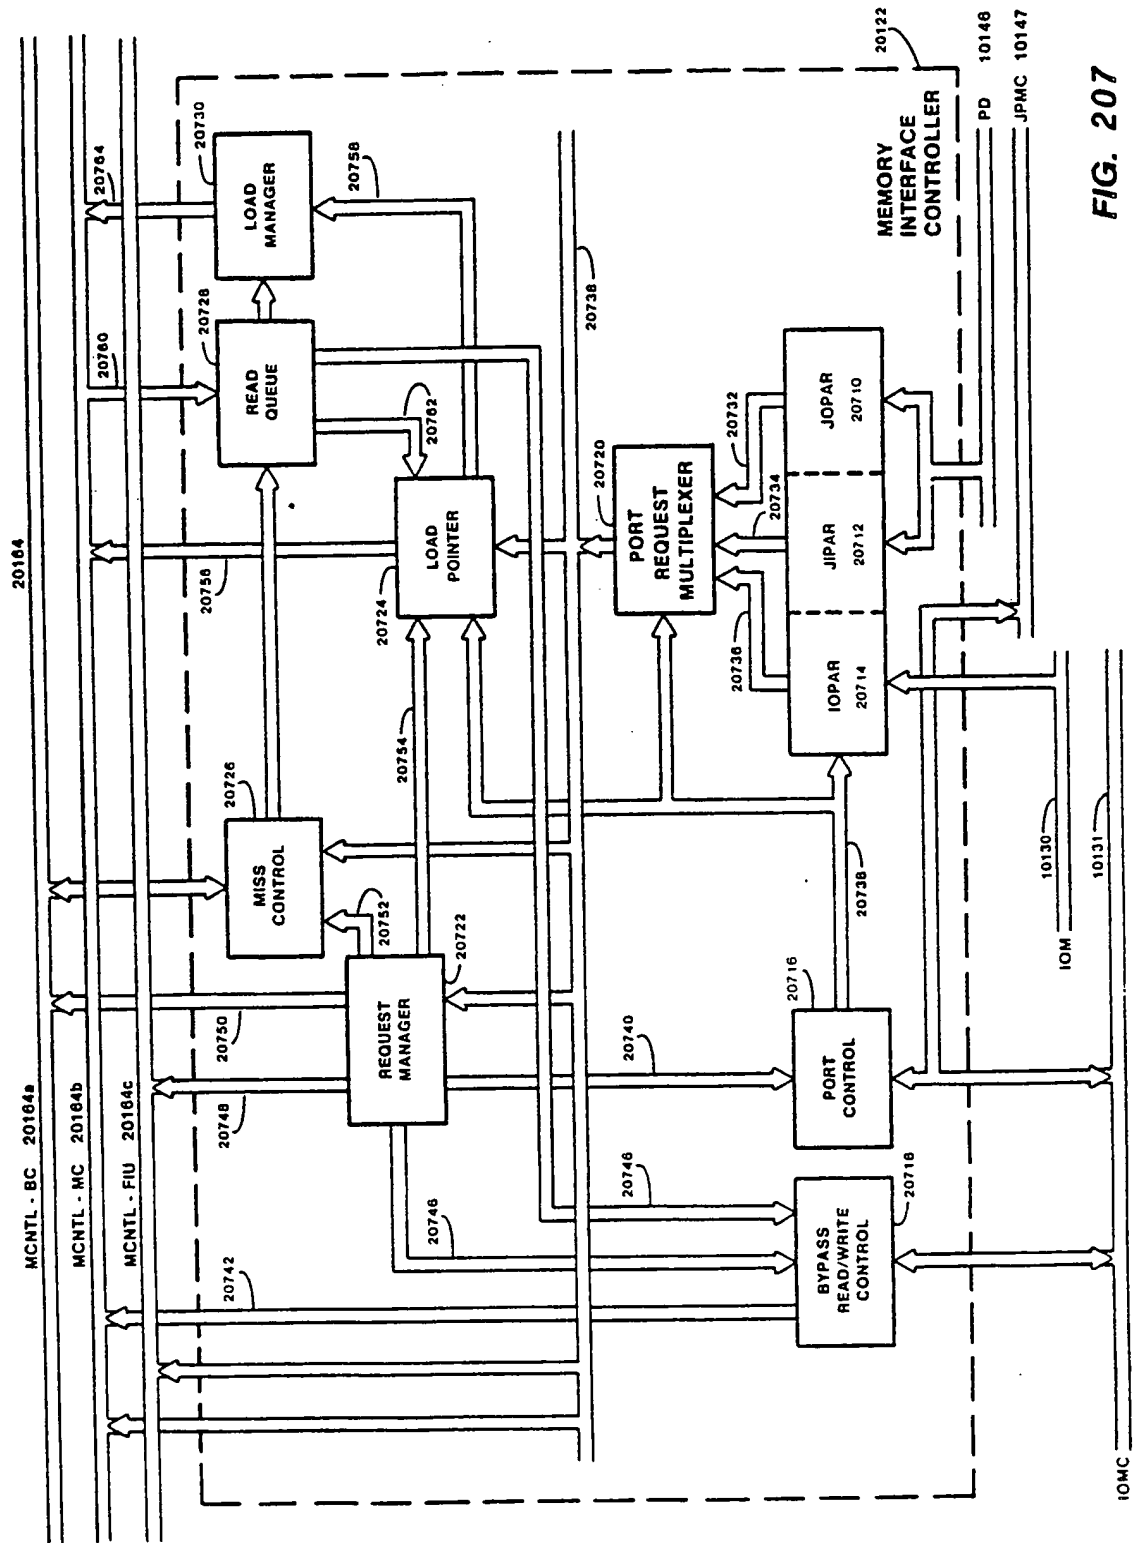 20164
MCNTL - BC 20164a
MCNTL - MC 20164b
MCNTL - FIU 20164c
20742
20748
20750
20756
20760
20764
REQUEST
MANAGER
20722
20752
MISS
CONTROL
20726
READ
QUEUE
20728
LOAD
MANAGER
20730
20746
20754
20724
LOAD
POINTER
20762
20758
20738
20746
20740
20736
20720
PORT
REQUEST
MULTIPLEXER
20734
20732
BYPASS
READ/WRITE
CONTROL
20718
PORT
CONTROL
20716
20738
IOPAR
20714
JIPAR
20712
JOPAR
20710
MEMORY
INTERFACE
CONTROLLER
20122
PD 10146
JPMC 10147
IOM
10130
IOMC
10131
FIG. 207